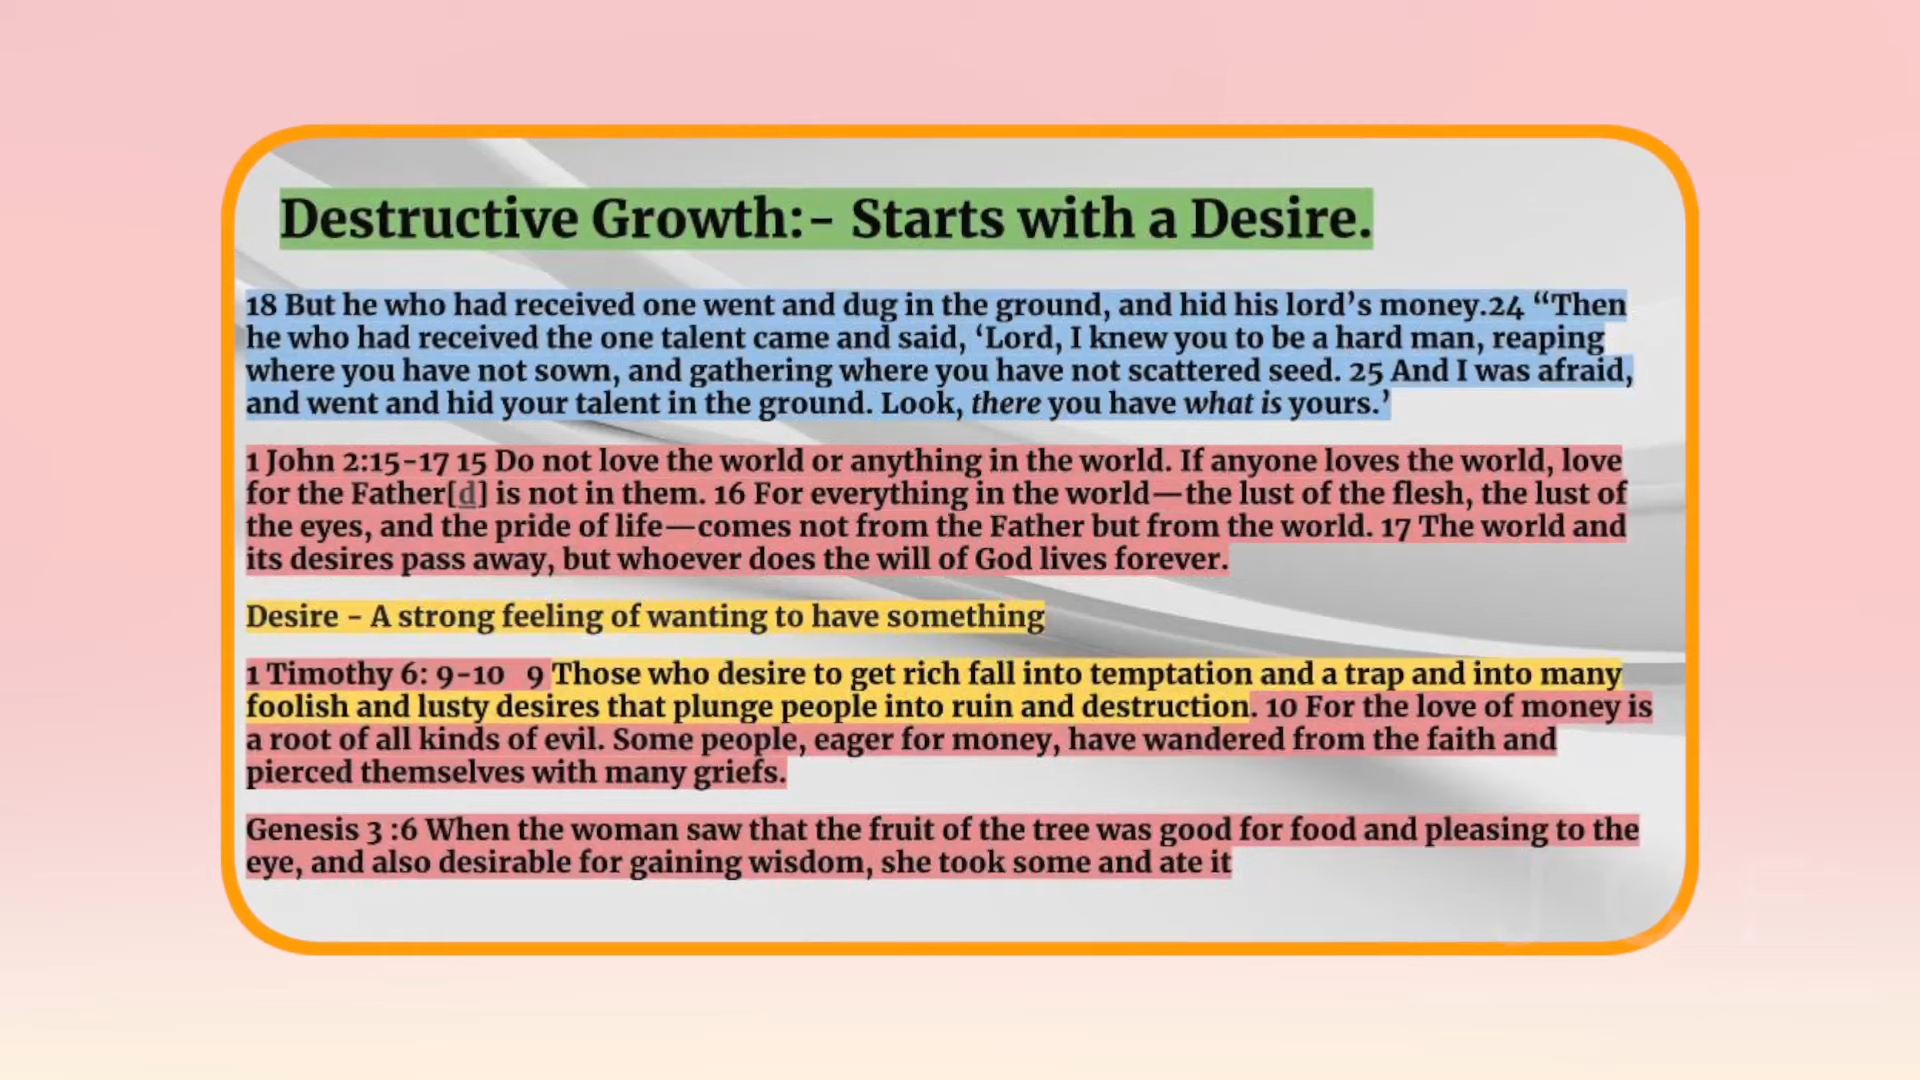 Destructive Growth:- Starts with a Desire.
18 But he who had received one went and dug in the ground, and hid his lord’s money.24 “Then
he who had received the one talent came and said, ‘Lord, I knew you to be a hard man, reaping
where you have not sown, and gathering where you have not scattered seed. 25 And I was afraid,
and went and hid your talent in the ground. Look, there you have what is yours.’
1 John 2:15-17 15 Do not love the world or anything in the world. If anyone loves the world, love
for the Father[d] is not in them. 16 For everything in the world—the lust of the flesh, the lust of
the eyes, and the pride of life—comes not from the Father but from the world. 17 The world and
its desires pass away, but whoever does the will of God lives forever.
Desire - A strong feeling of wanting to have something
1 Timothy 6: 9-10 9 Those who desire to get rich fall into temptation and a trap and into many
foolish and lusty desires that plunge people into ruin and destruction. 10 For the love of money is
a root of all kinds of evil. Some people, eager for money, have wandered from the faith and
pierced themselves with many griefs.
Genesis 3 :6 When the woman saw that the fruit of the tree was good for food and pleasing to the
eye, and also desirable for gaining wisdom, she took some and ate it